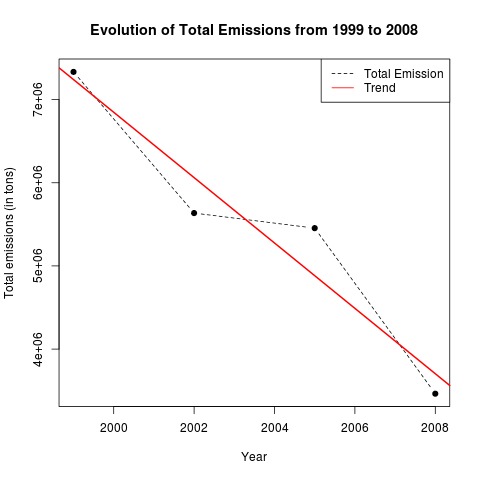 Evolution of Total Emissions from 1999 to 2008
Total Emission
Trend
7e+06
6e+06
5e+06
4e+06
Total emissions (in tons)
2000 2002 2004 2006 2008
Year